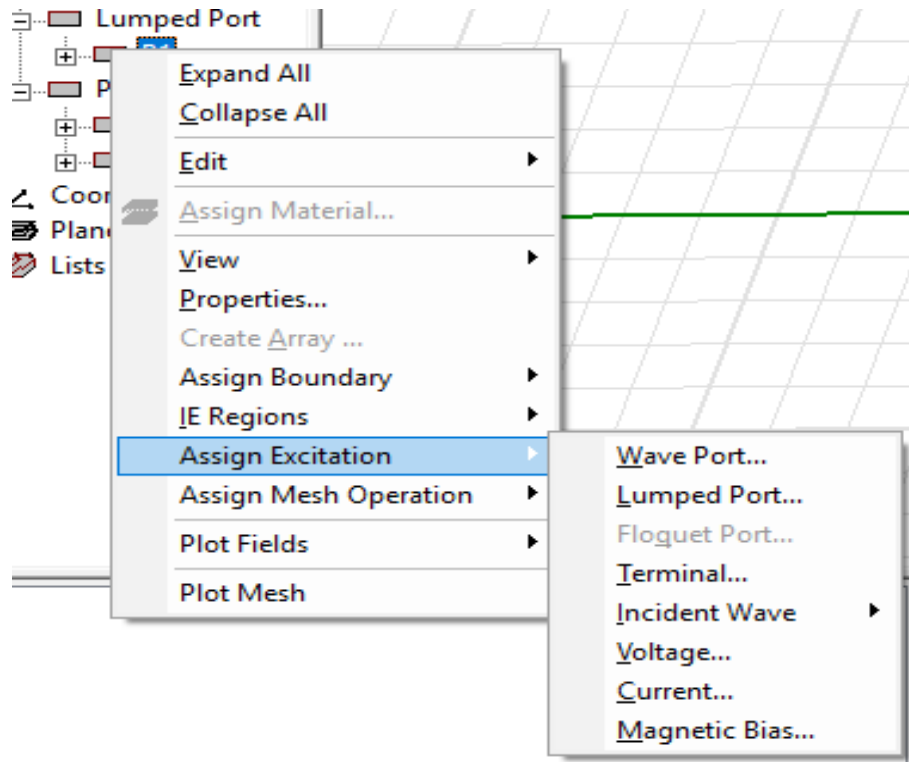 Lumped Port
Expand All
Collapse All
Edit
Assign Material...
View
Properties...
Create Array ...
Assign Boundary
IE Regions
Assign Excitation
Assign Mesh Operation
Plot Fields
Plot Mesh
Lists
Wave Port...
Lumped Port...
Floquet Port...
Terminal...
Incident Wave
Voltage...
Current...
Magnetic Bias...